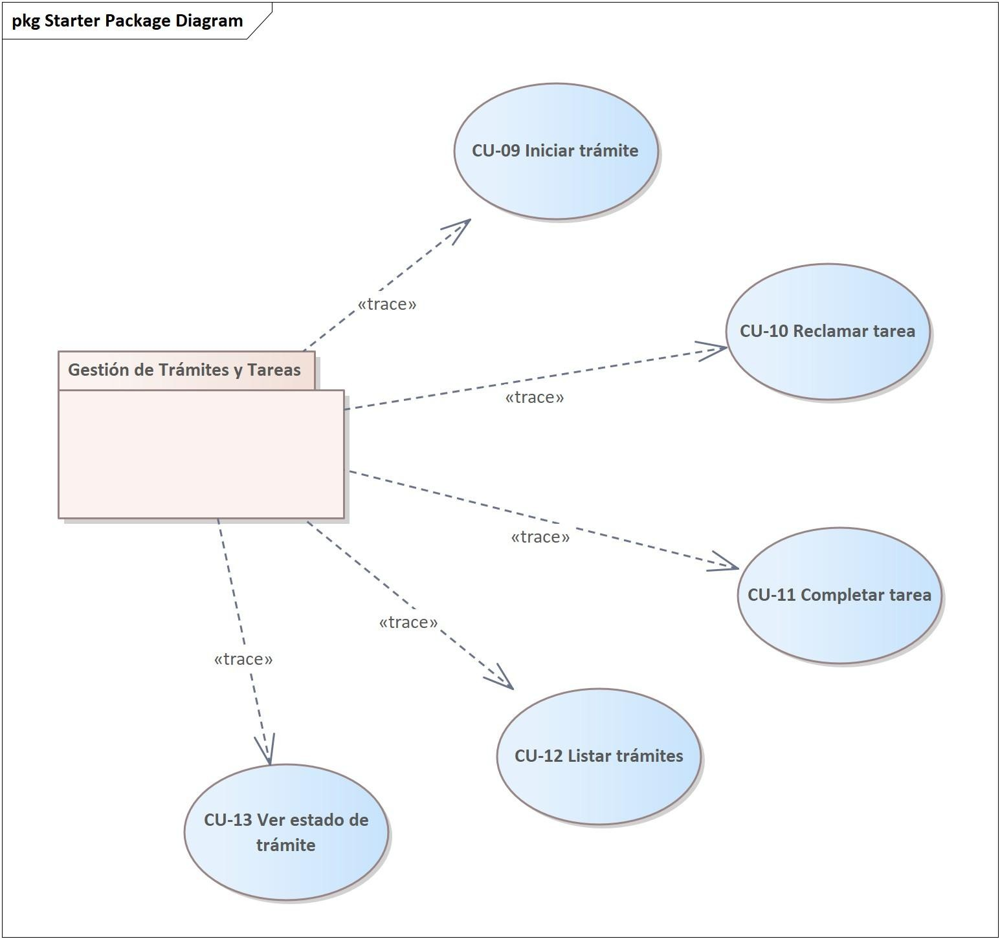 pkg Starter Package Diagram
CU-09 Iniciar trámite
«trace»
CU-10 Reclamar tarea
Gestión de Trámites y Tareas
«trace»
«trace»
CU-11 Completar tarea
«trace»
«trace»
CU-12 Listar trámites
CU-13 Ver estado de
trámite